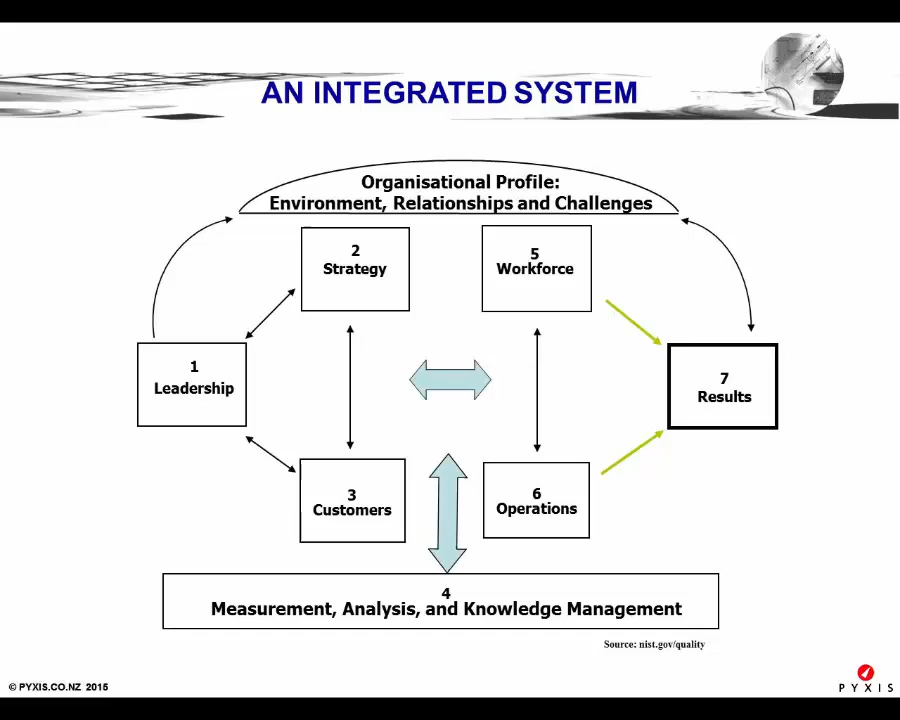 AN INTEGRATED SYSTEM
Organisational Profile:
Environment, Relationships and Challenges
2
Strategy
5
Workforce
1
Leadership
7
Results
3
Customers
6
Operations
4
Measurement, Analysis, and Knowledge Management
Source: nist.gov/quality
© PYXIS.CO.NZ 2015
PYXIS